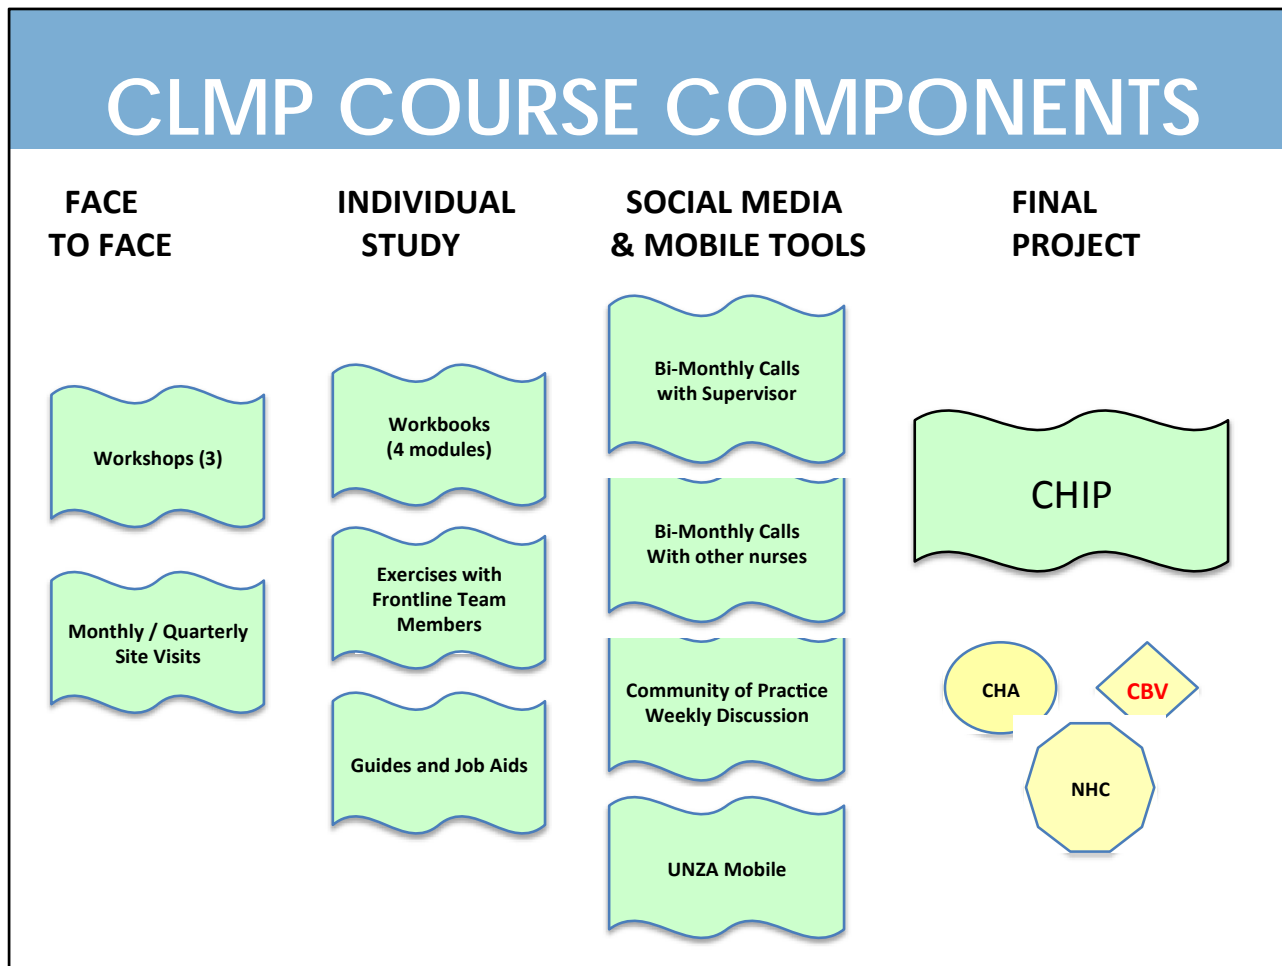 CLMP COURSE COMPONENTS
FACE
TO FACE
Workshops (3)
Monthly / Quarterly
Site Visits
INDIVIDUAL
STUDY
Workbooks
(4 modules)
Exercises with
Frontline Team
Members
Guides and Job Aids
SOCIAL MEDIA
& MOBILE TOOLS
Bi-Monthly Calls
with Supervisor
Bi-Monthly Calls
With other nurses
Community of Practice
Weekly Discussion
UNZA Mobile
FINAL
PROJECT
CHIP
CHA
CBV
NHC